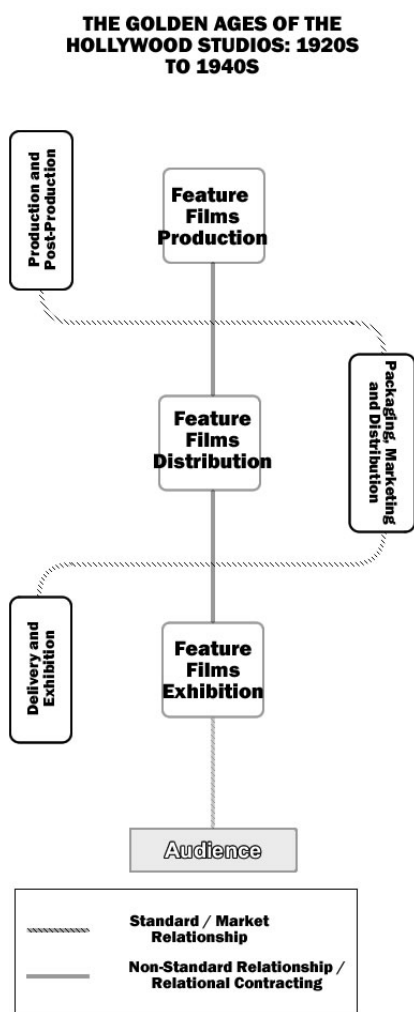 THE GOLDEN AGES OF THE
HOLLYWOOD STUDIOS: 1920S
TO 1940S
Production and
Post-Production
Feature
Films
Production
Packaging, Marketing
and Distribution
Feature
Films
Distribution
Delivery and
Exhibition
Feature
Films
Exhibition
Audience
Standard / Market
Relationship
Non-Standard Relationship /
Relational Contracting